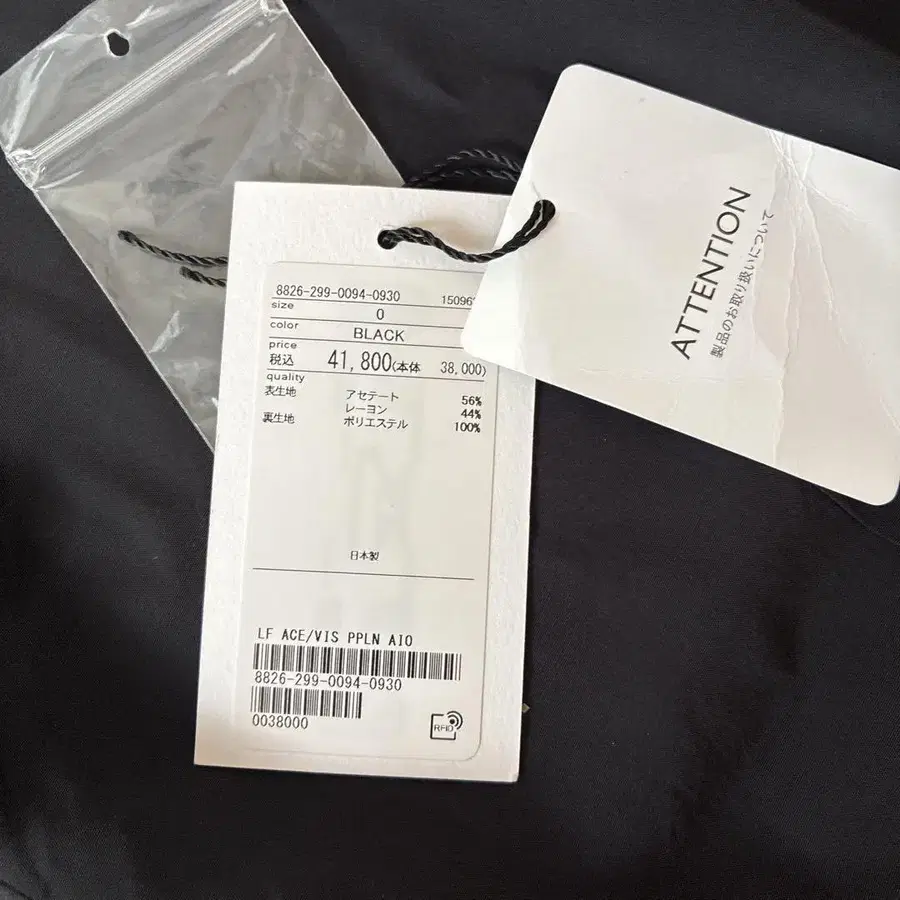 8826-299-0094-0930
size
0
color
BLACK
price
税込 41,800(本体 38,000)
quality
表生地 アセテート 56%
レーヨン 44%
裏生地 ポリエステル 100%
日本製
LF ACE/VIS PPLN AIO
8826-299-0094-0930
0038000
RFID
ATTENTION
製品のお取り扱いについて